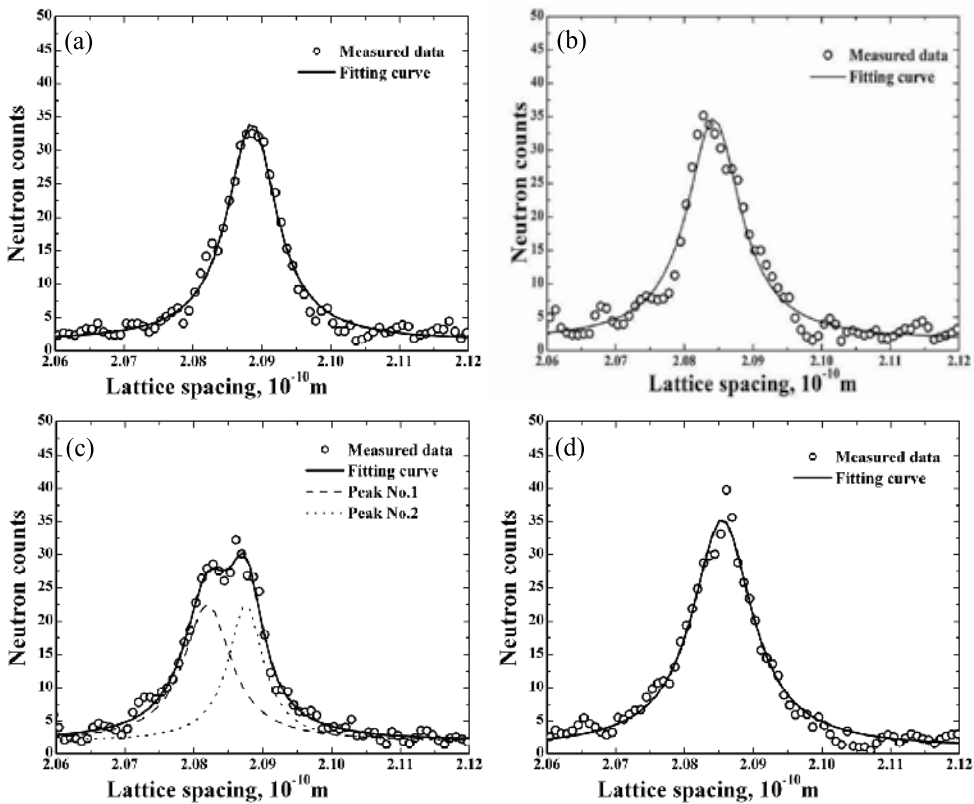 (a)
Measured data
Fitting curve
50
45
40
35
30
25
20
15
10
5
0
Neutron counts
2.06 2.07 2.08 2.09 2.10 2.11 2.12
Lattice spacing, 10⁻¹⁰m
(b)
Measured data
Fitting curve
50
45
40
35
30
25
20
15
10
5
0
Neutron counts
2.06 2.07 2.08 2.09 2.10 2.11 2.12
Lattice spacing, 10⁻¹⁰m
(c)
Measured data
Fitting curve
Peak No.1
Peak No.2
50
45
40
35
30
25
20
15
10
5
0
Neutron counts
2.06 2.07 2.08 2.09 2.10 2.11 2.12
Lattice spacing, 10⁻¹⁰m
(d)
Measured data
Fitting curve
50
45
40
35
30
25
20
15
10
5
0
Neutron counts
2.06 2.07 2.08 2.09 2.10 2.11 2.12
Lattice spacing, 10⁻¹⁰m